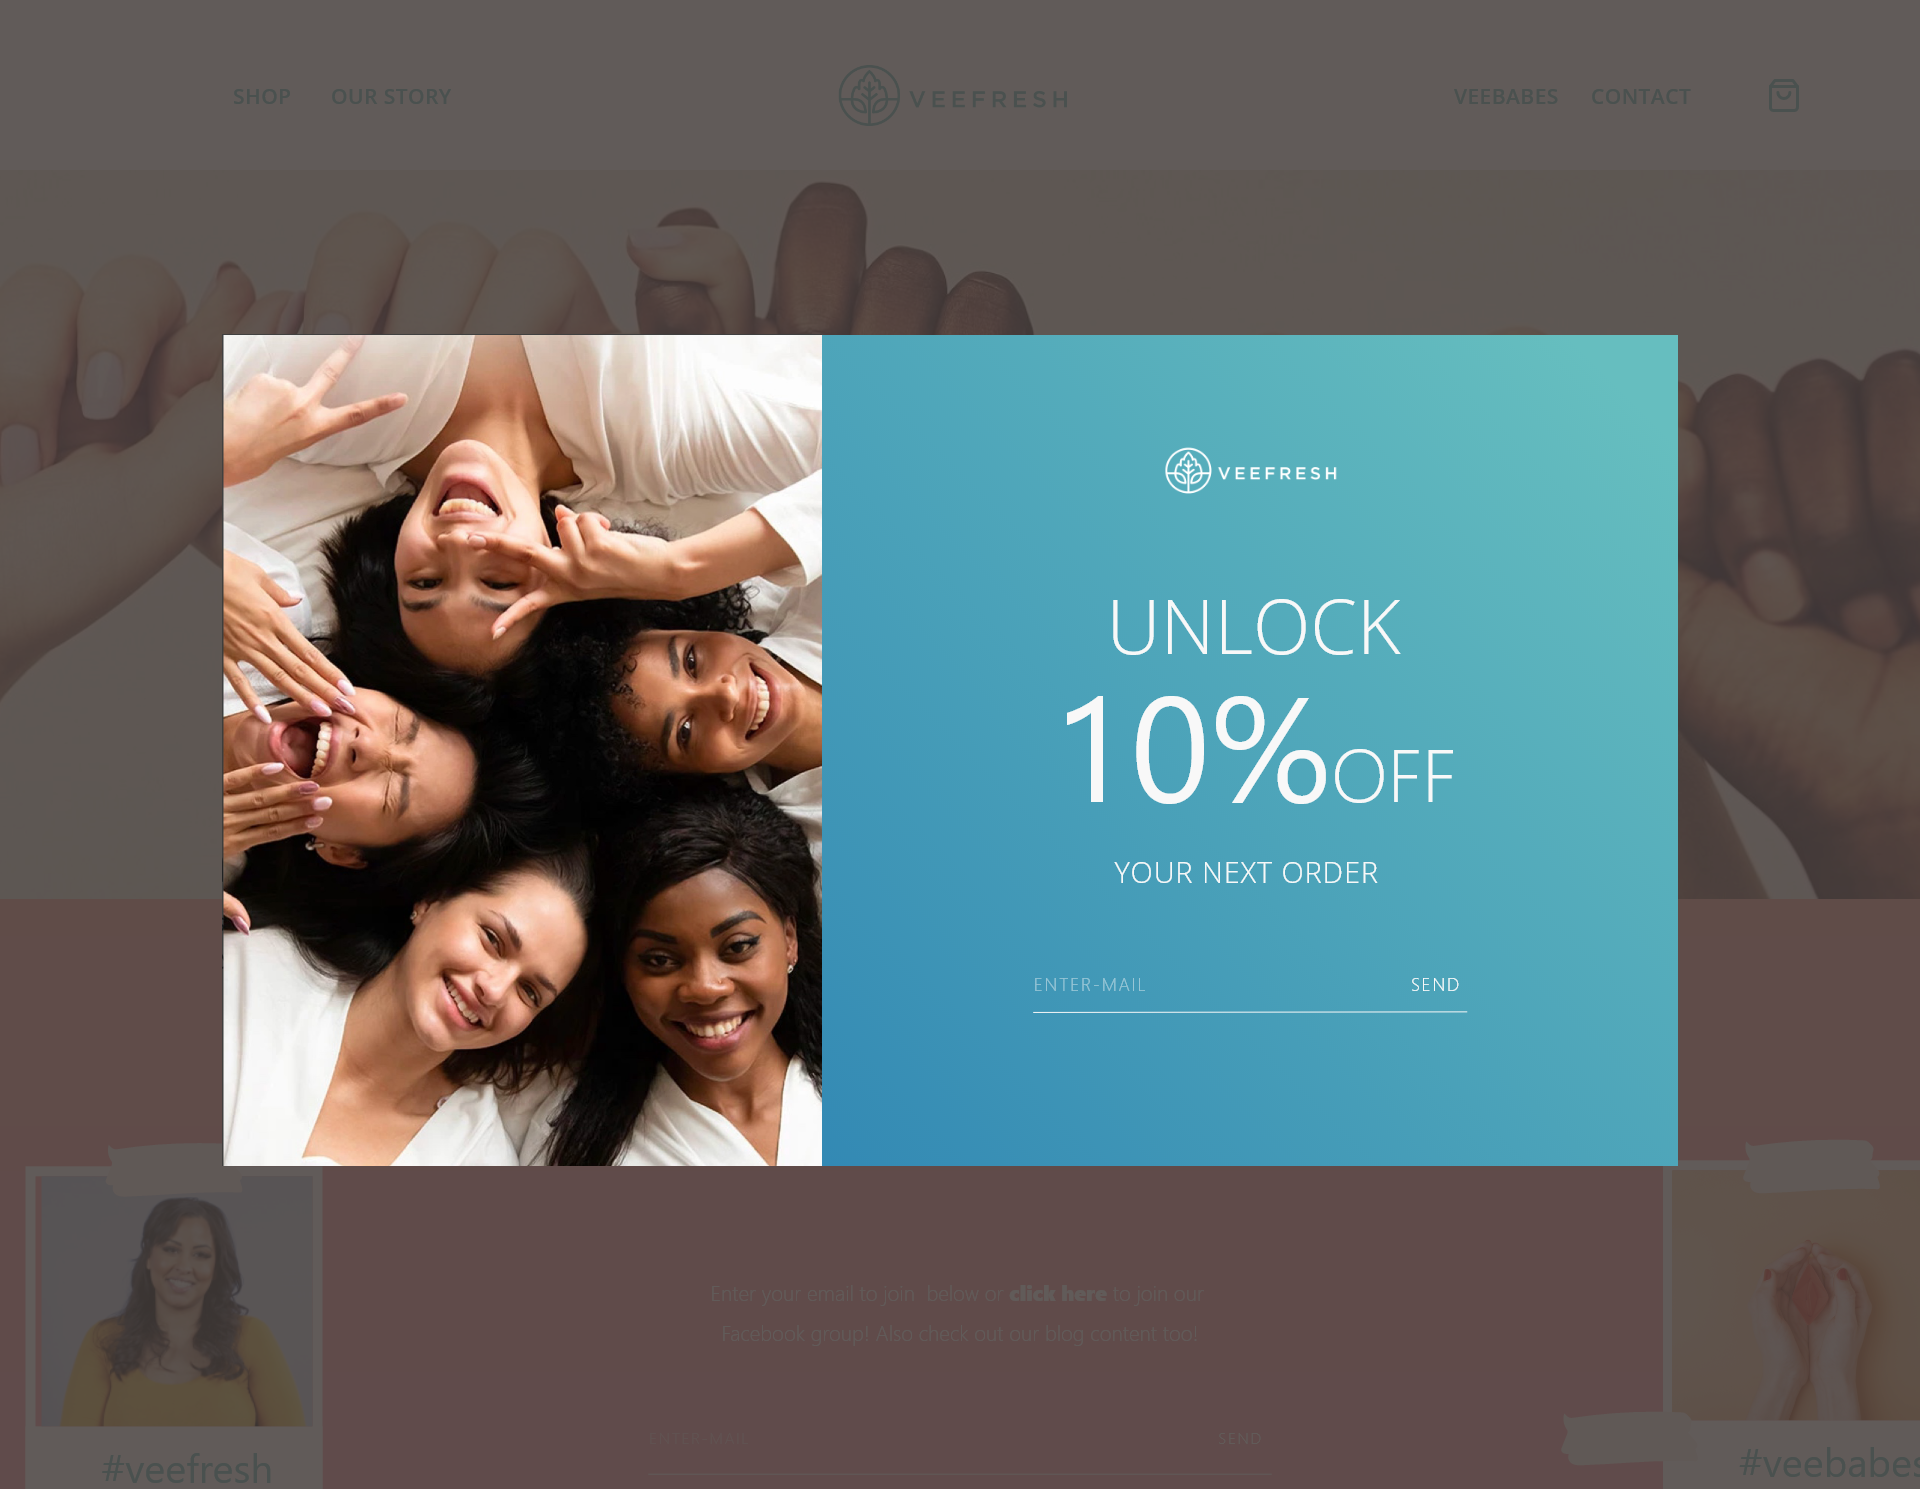 SHOP OUR STORY VEEFRESH VEEBABES CONTACT
VEEFRESH
UNLOCK
10%OFF
YOUR NEXT ORDER
ENTER-MAIL SEND
Enter your email to join below or click here to join our
Facebook group! Also check out our blog content too!
ENTER-MAIL SEND
#veefresh
#veebabes